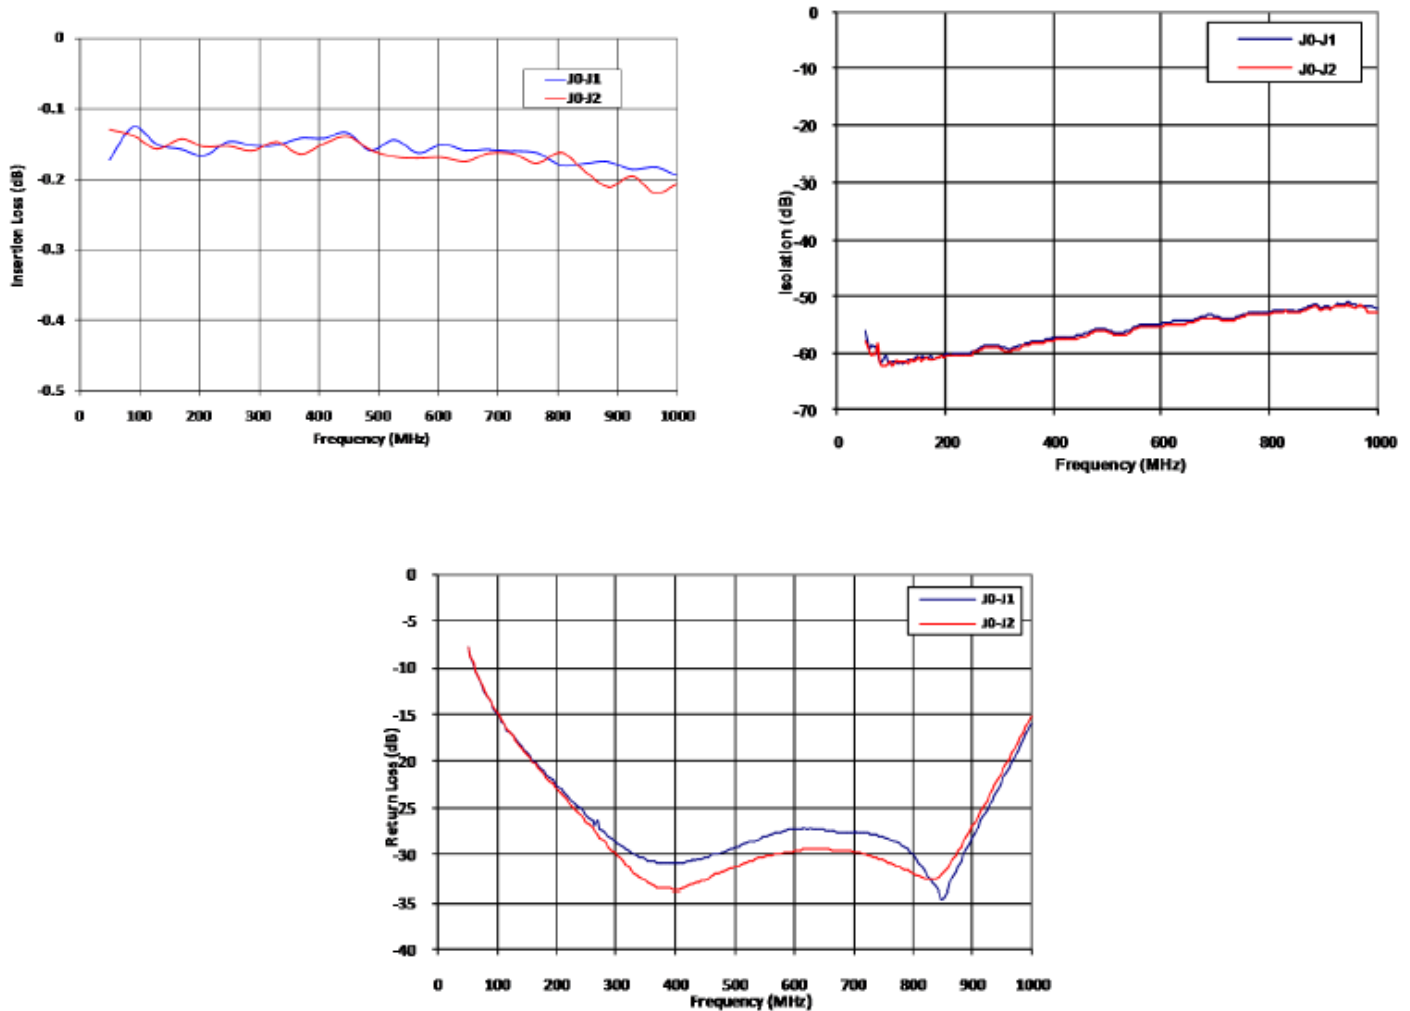 0
-0.1
-0.2
-0.3
-0.4
-0.5
Insertion Loss (dB)
J0-J1
J0-J2
0 100 200 300 400 500 600 700 800 900 1000
Frequency (MHz)
0
-10
-20
-30
-40
-50
-60
-70
Isolation (dB)
J0-J1
J0-J2
0 200 400 600 800 1000
Frequency (MHz)
0
-5
-10
-15
-20
-25
-30
-35
-40
Return Loss (dB)
J0-J1
J0-J2
0 100 200 300 400 500 600 700 800 900 1000
Frequency (MHz)